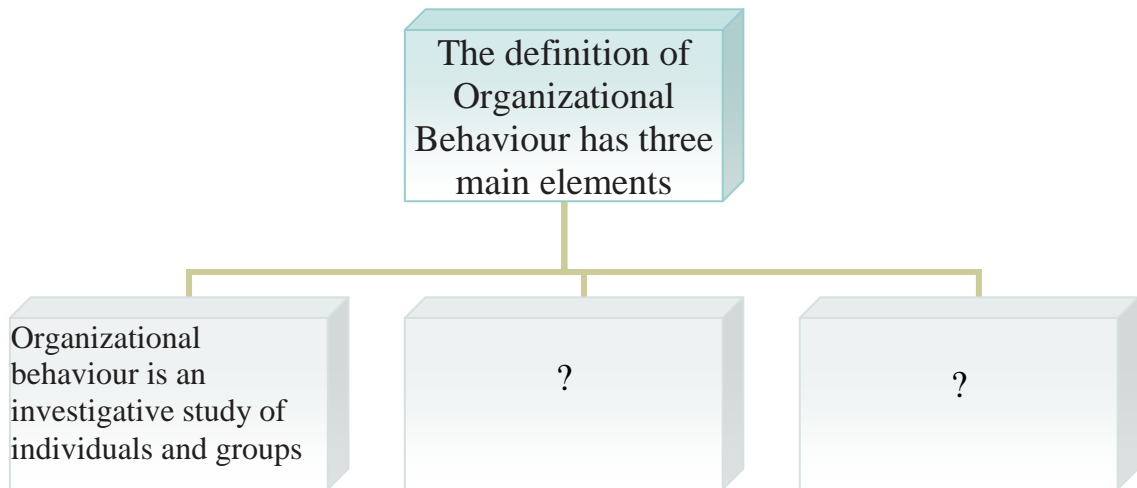 The definition of
Organizational
Behaviour has three
main elements
Organizational
behaviour is an
investigative study of
individuals and groups
?
?